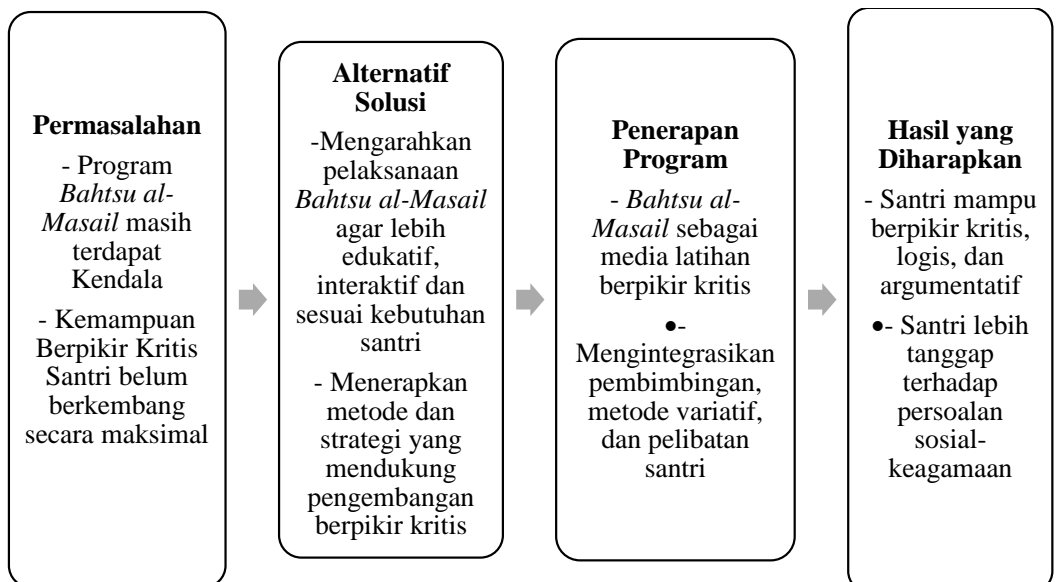 Permasalahan
- Program
Bahtsu al-
Masail masih
terdapat
Kendala
- Kemampuan
Berpikir Kritis
Santri belum
berkembang
secara maksimal
Alternatif
Solusi
-Mengarahkan
pelaksanaan
Bahtsu al-Masail
agar lebih
edukatif,
interaktif dan
sesuai kebutuhan
santri
- Menerapkan
metode dan
strategi yang
mendukung
pengembangan
berpikir kritis
Penerapan
Program
- Bahtsu al-
Masail sebagai
media latihan
berpikir kritis
•-
Mengintegrasikan
pembimbingan,
metode variatif,
dan pelibatan
santri
Hasil yang
Diharapkan
- Santri mampu
berpikir kritis,
logis, dan
argumentatif
•- Santri lebih
tanggap
terhadap
persoalan
sosial-
keagamaan